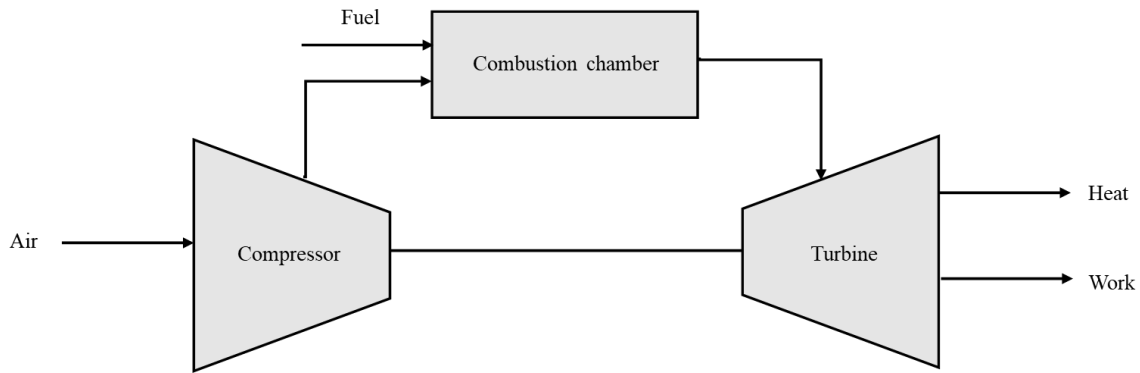 Fuel
Combustion chamber
Air
Compressor
Turbine
Heat
Work